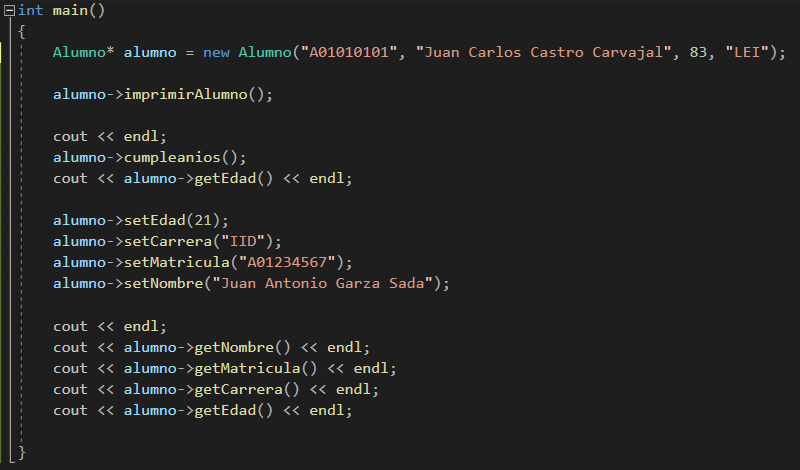 int main()
{
Alumno* alumno = new Alumno("A01010101", "Juan Carlos Castro Carvajal", 83, "LEI");
alumno->imprimirAlumno();
cout << endl;
alumno->cumpleanios();
cout << alumno->getEdad() << endl;
alumno->setEdad(21);
alumno->setCarrera("IID");
alumno->setMatricula("A01234567");
alumno->setNombre("Juan Antonio Garza Sada");
cout << endl;
cout << alumno->getNombre() << endl;
cout << alumno->getMatricula() << endl;
cout << alumno->getCarrera() << endl;
cout << alumno->getEdad() << endl;
}